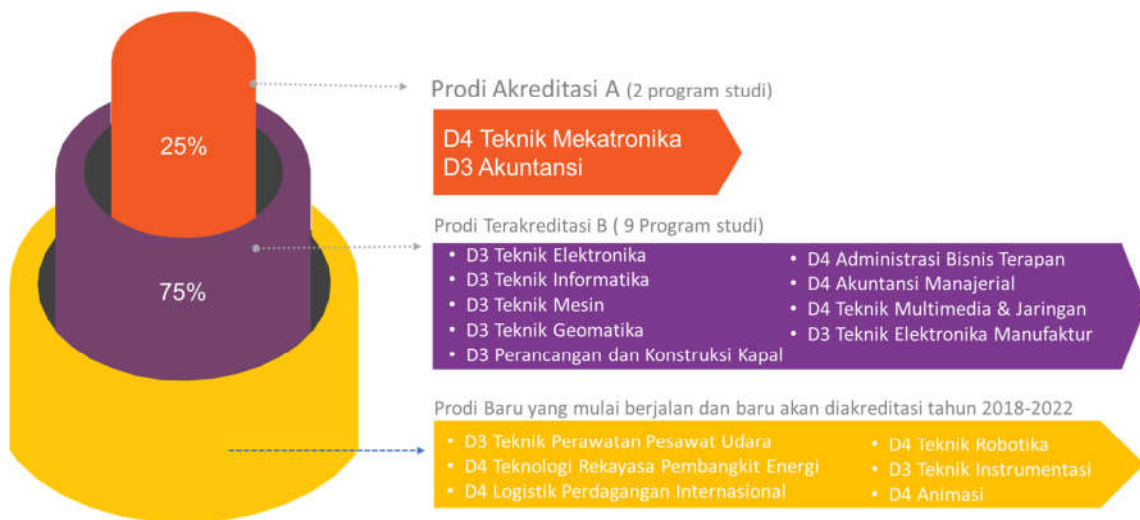 25%
75%
Prodi Akreditasi A (2 program studi)
D4 Teknik Mekatronika
D3 Akuntansi
Prodi Terakreditasi B ( 9 Program studi)
• D3 Teknik Elektronika
• D3 Teknik Informatika
• D3 Teknik Mesin
• D3 Teknik Geomatika
• D3 Perancangan dan Konstruksi Kapal
• D4 Administrasi Bisnis Terapan
• D4 Akuntansi Manajerial
• D4 Teknik Multimedia & Jaringan
• D3 Teknik Elektronika Manufaktur
Prodi Baru yang mulai berjalan dan baru akan diakreditasi tahun 2018-2022
• D3 Teknik Perawatan Pesawat Udara
• D4 Teknologi Rekayasa Pembangkit Energi
• D4 Logistik Perdagangan Internasional
• D4 Teknik Robotika
• D3 Teknik Instrumentasi
• D4 Animasi